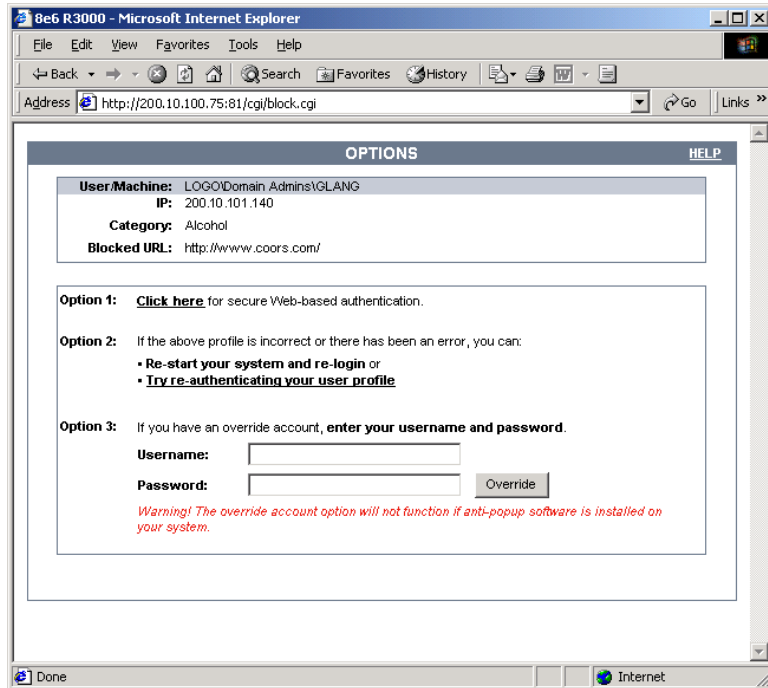 8e6 R3000 - Microsoft Internet Explorer
File Edit View Favorites Tools Help
Back Search Favorites History
Address http://200.10.100.75:81/cgi/block.cgi Go Links »
OPTIONS HELP
User/Machine: LOGO\Domain Admins\GLANG
IP: 200.10.101.140
Category: Alcohol
Blocked URL: http://www.coors.com/
Option 1: Click here for secure Web-based authentication.
Option 2: If the above profile is incorrect or there has been an error, you can:
▪ Re-start your system and re-login or
▪ Try re-authenticating your user profile
Option 3: If you have an override account, enter your username and password.
Username:
Password: Override
Warning! The override account option will not function if anti-popup software is installed on
your system.
Done Internet